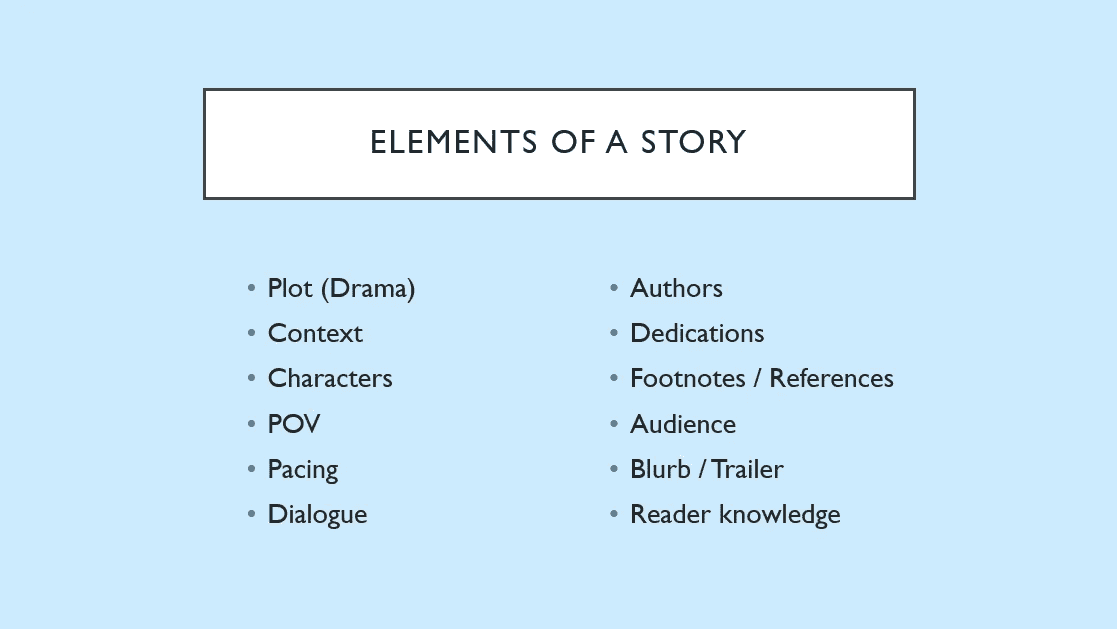 ELEMENTS OF A STORY
• Plot (Drama)
• Context
• Characters
• POV
• Pacing
• Dialogue
• Authors
• Dedications
• Footnotes / References
• Audience
• Blurb / Trailer
• Reader knowledge